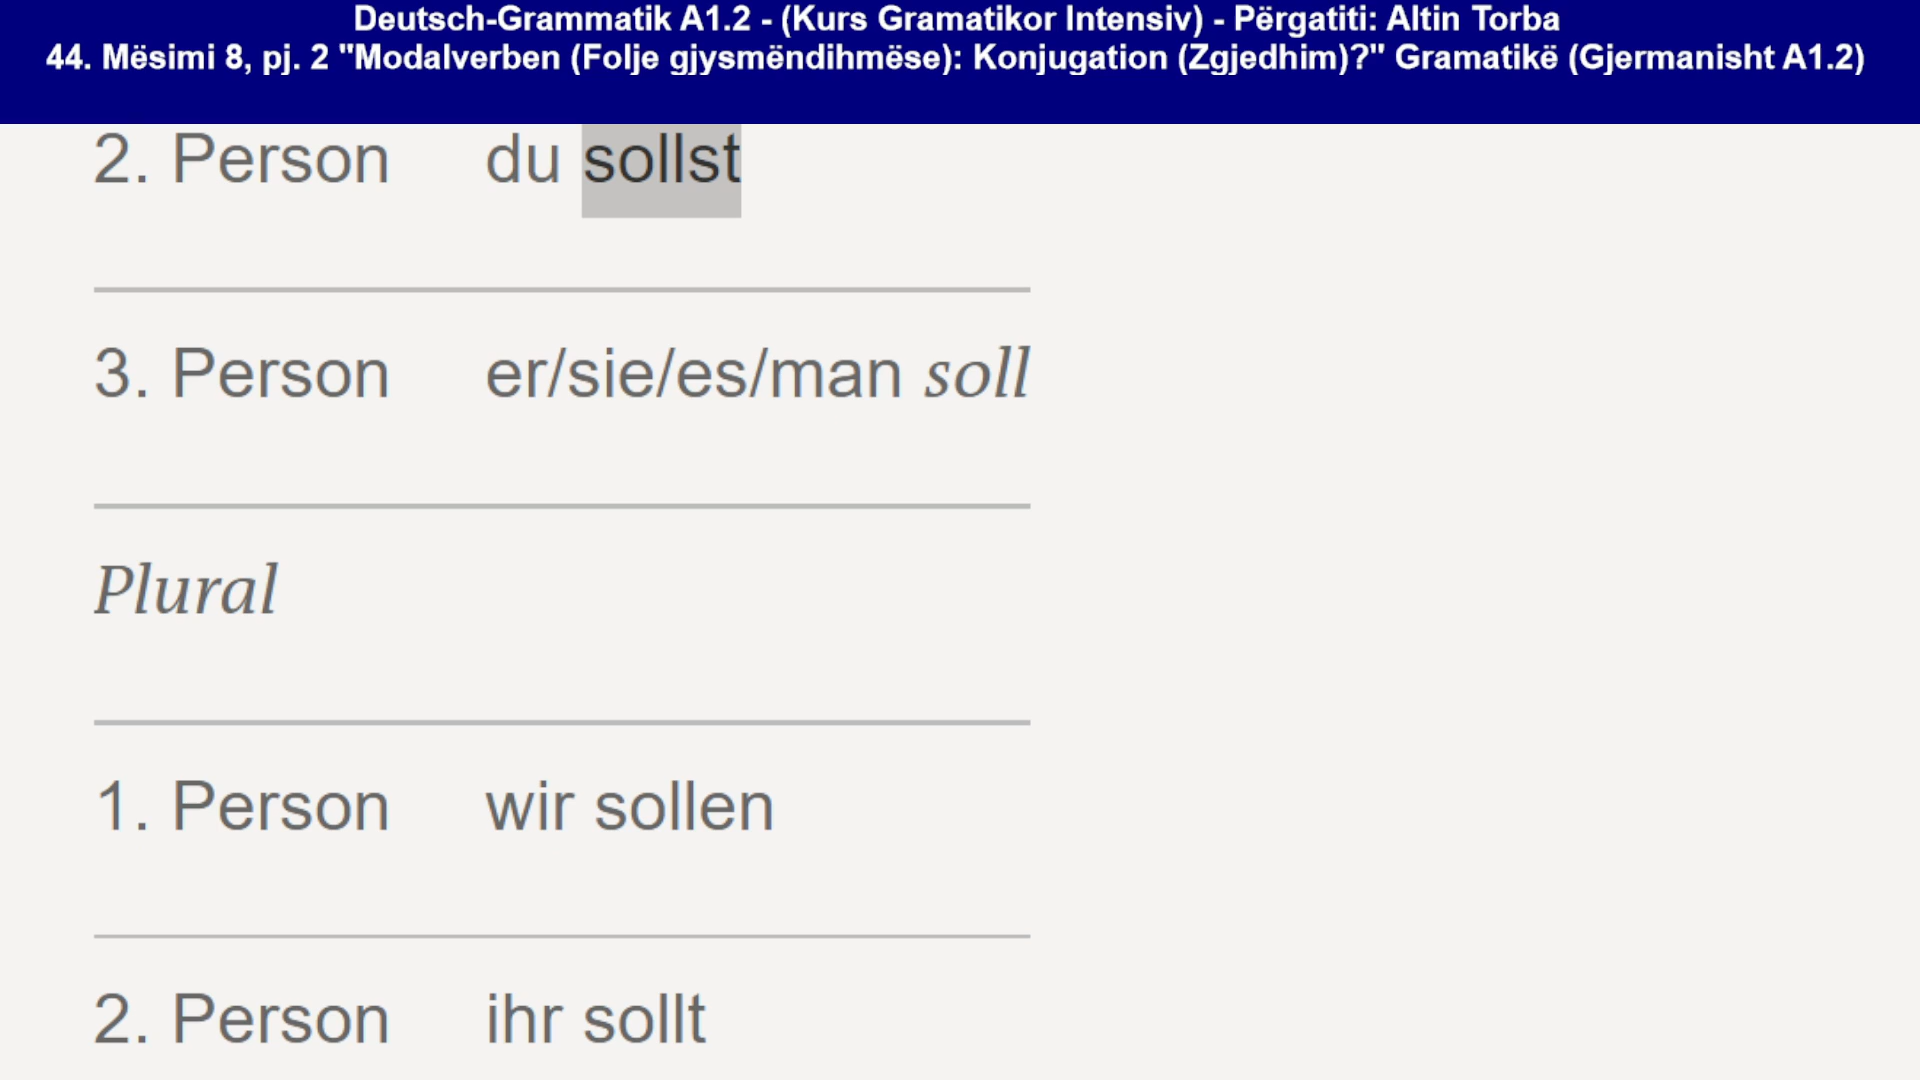 Deutsch-Grammatik A1.2 - (Kurs Gramatikor Intensiv) - Përgatiti: Altin Torba
44. Mësimi 8, pj. 2 "Modalverben (Folje gjysmëndihmëse): Konjugation (Zgjedhim)?" Gramatikë (Gjermanisht A1.2)
2. Person du sollst
3. Person er/sie/es/man soll
Plural
1. Person wir sollen
2. Person ihr sollt